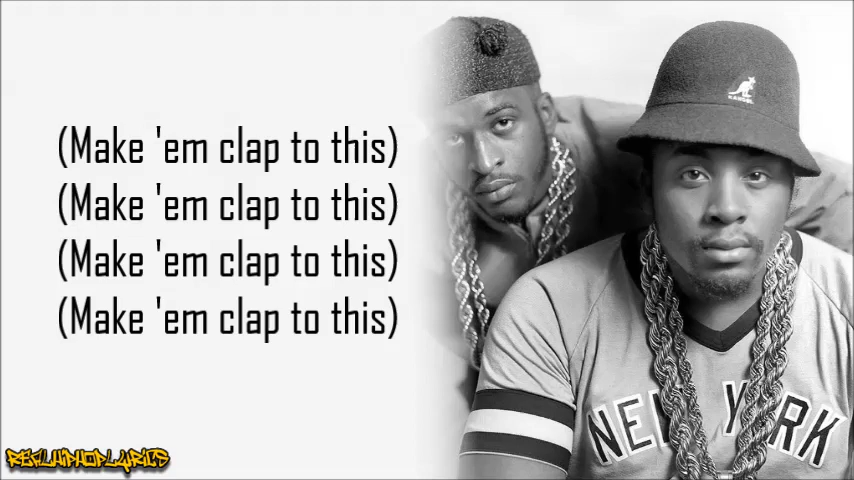 (Make 'em clap to this)
(Make 'em clap to this)
(Make 'em clap to this)
(Make 'em clap to this)
KANGOL
NEW YORK
REALHIPHOPLYRICS